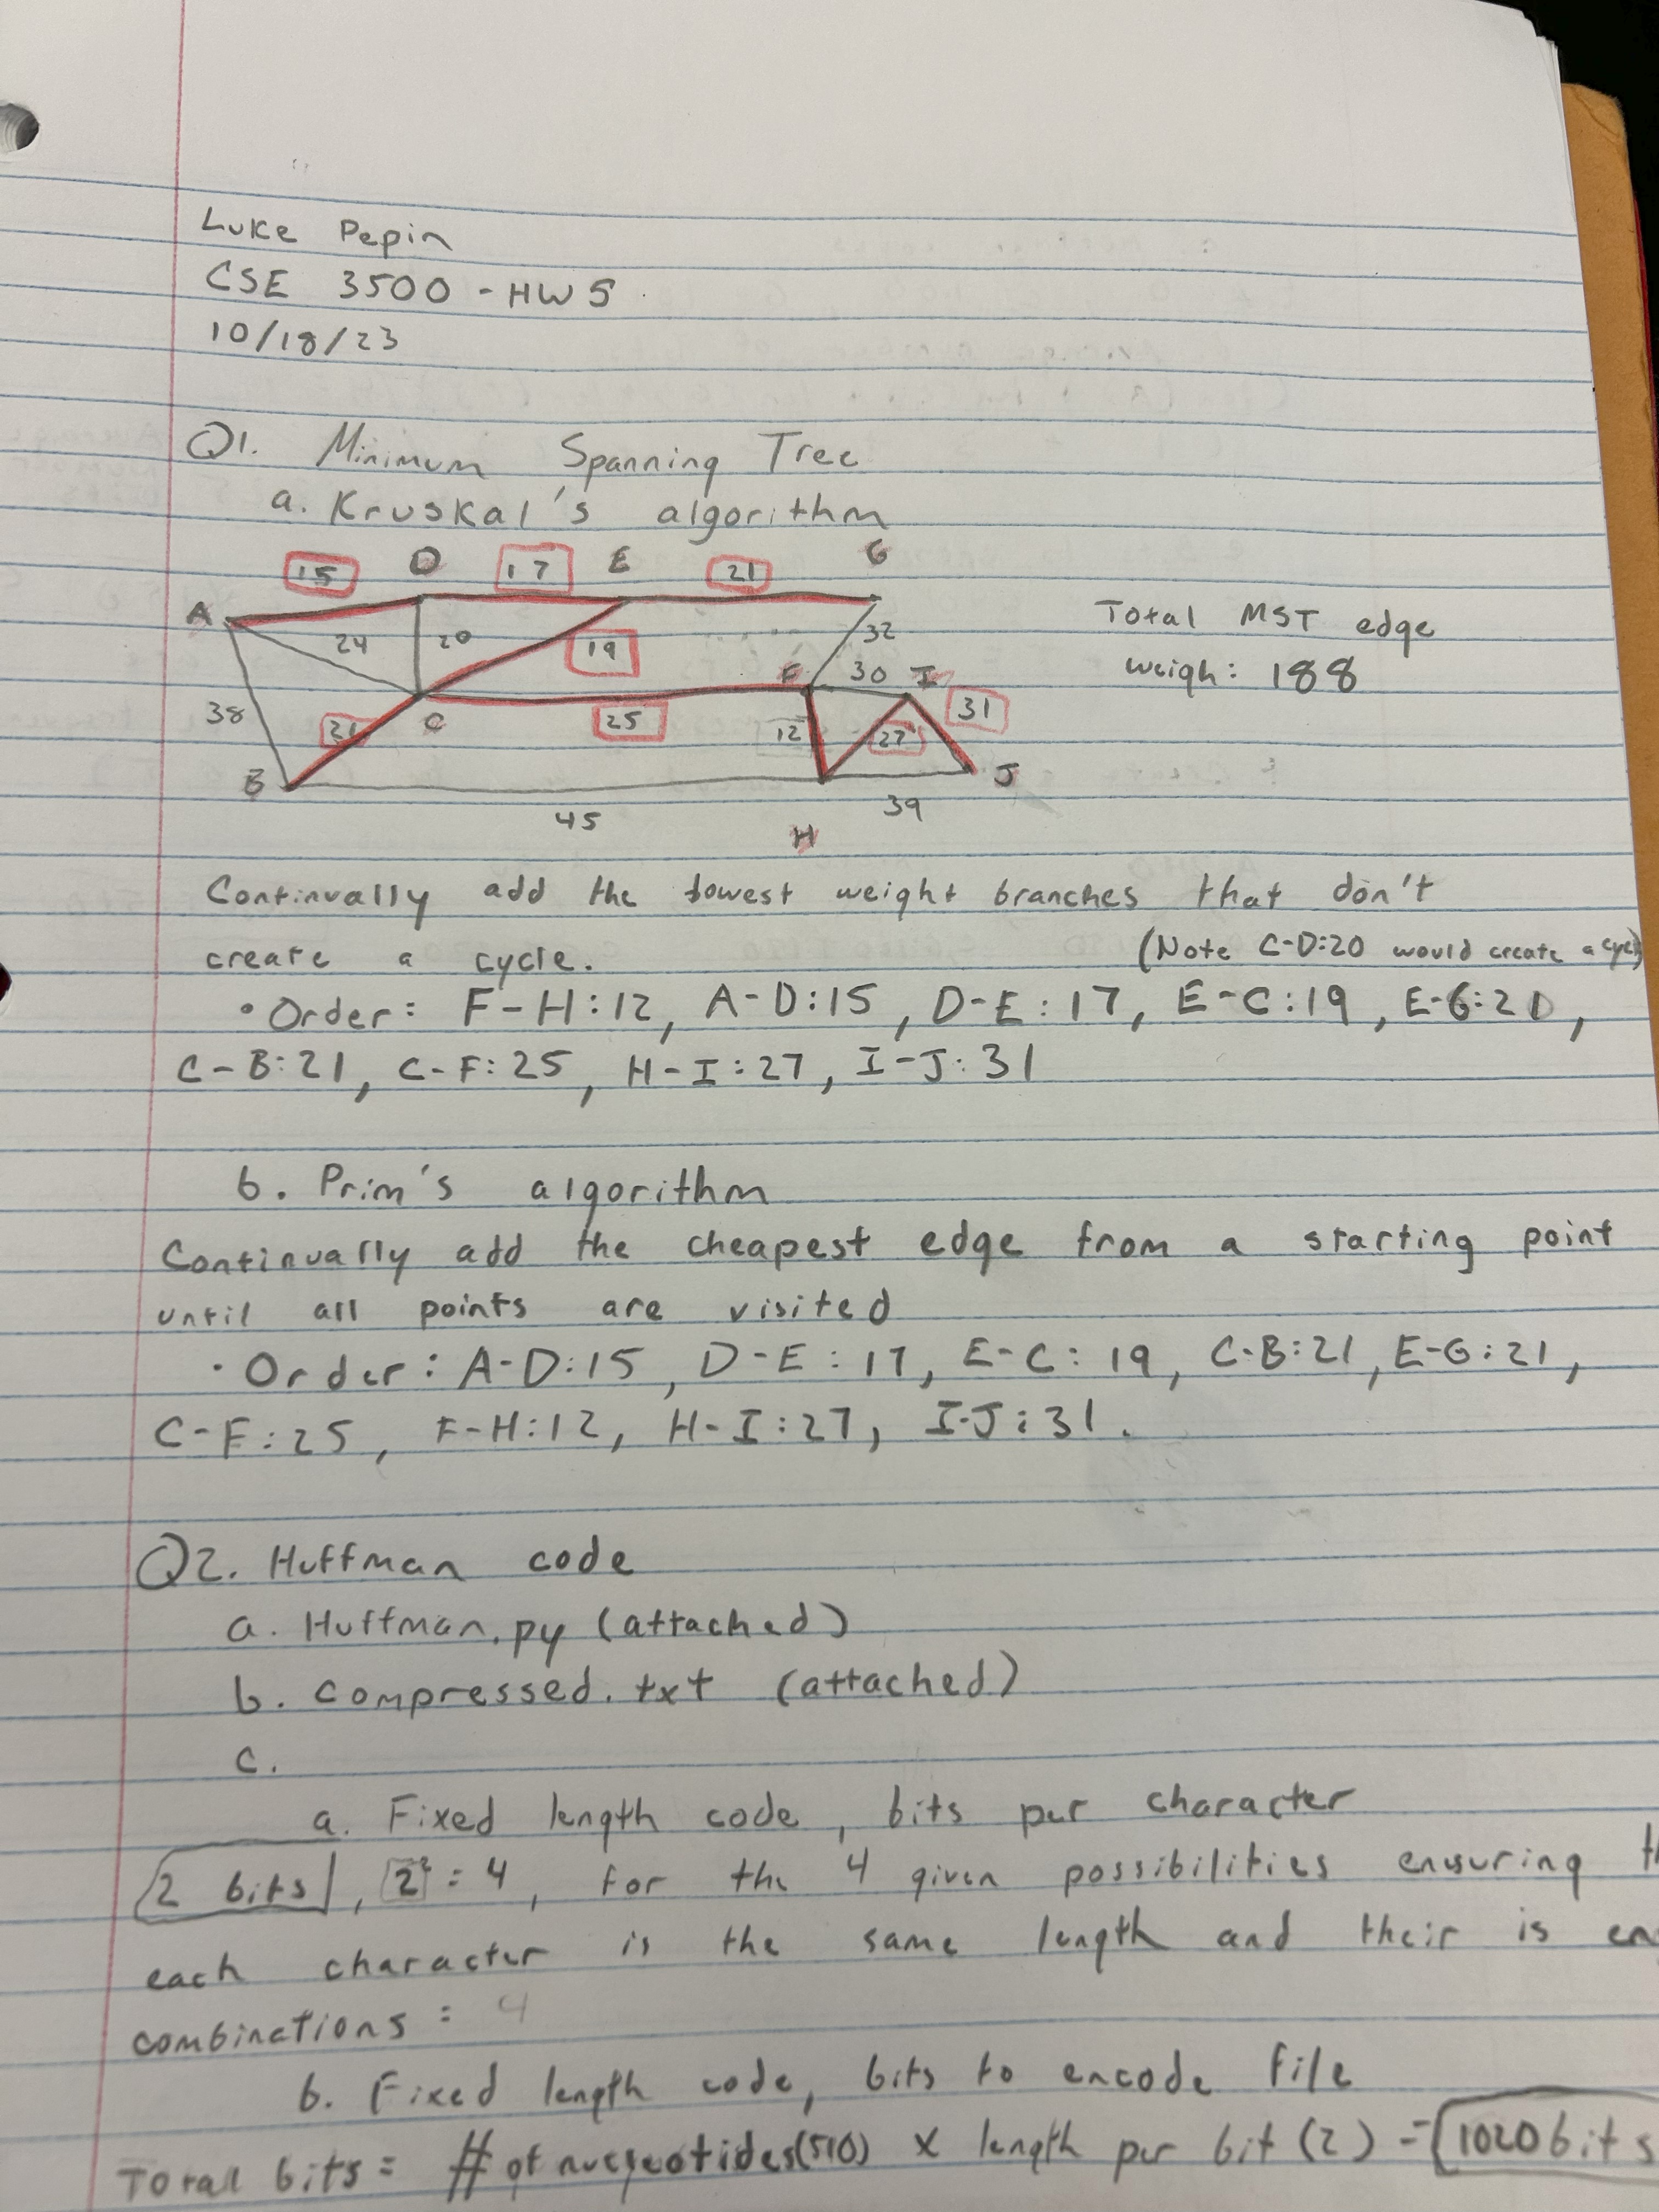 Luke Pepin
CSE 3500 - HW 5
10/18/23
Q1. Minimum Spanning Tree
a. Kruskal's algorithm
15 D 17 E 21 G
A 24 20 19 32
F 30 I 31
38 21 C 25 12 27
B J
45 39
H
Total MST edge
weigh: 188
Continually add the lowest weight branches that don't
create a cycle. (Note C-D:20 would create a
• Order: F-H:12, A-D:15, D-E:17, E-C:19, E-G:21,
C-B:21, C-F:25, H-I:27, I-J:31
b. Prim's algorithm
Continually add the cheapest edge from a starting point
until all points are visited
• Order: A-D:15, D-E:17, E-C:19, C-B:21, E-G:21,
C-F:25, F-H:12, H-I:27, I-J:31.
Q2. Huffman code
a. Huffman.py (attached)
b. compressed.txt (attached)
c.
a. Fixed length code, bits per character
2 bits, 2² = 4, for the 4 given possibilities ensuring
each character is the same length and their is
combinations = 4
b. Fixed length code, bits to encode file
Total bits = # of nucleotides(510) x length per bit (2) = 1020 bits